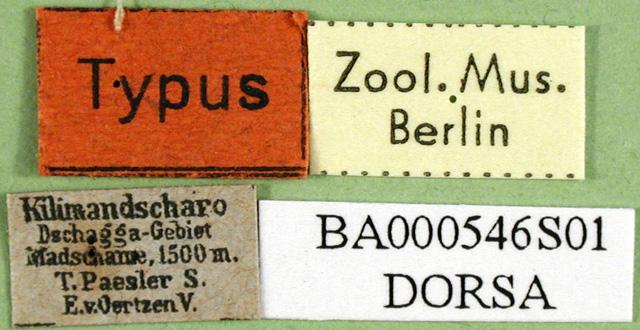 Typus
Zool. Mus.
Berlin
Kilimandscharo
Dschagga-Gebiet
Madschame, 1500 m.
T. Paesler S.
E. v. Oertzen V.
BA000546S01
DORSA